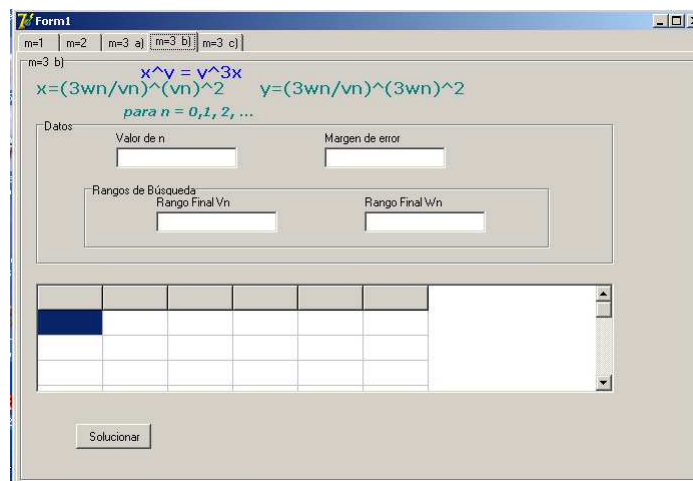 Form1
m=1 m=2 m=3 a) m=3 b) m=3 c)
m=3 b)
x^y = y^3x
x=(3wn/vn)^(vn)^2 y=(3wn/vn)^(3wn)^2
para n = 0,1, 2, ...
Datos
Valor de n Margen de error
Rangos de Búsqueda
Rango Final Vn Rango Final Wn
Solucionar